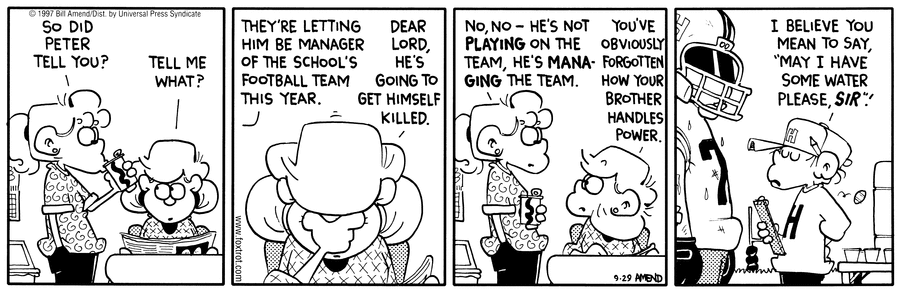 © 1997 Bill Amend/Dist. by Universal Press Syndicate
SO DID
PETER
TELL YOU?
TELL ME
WHAT?
THEY'RE LETTING
HIM BE MANAGER
OF THE SCHOOL'S
FOOTBALL TEAM
THIS YEAR.
DEAR
LORD,
HE'S
GOING TO
GET HIMSELF
KILLED.
www.foxtrot.com
NO, NO – HE'S NOT
PLAYING ON THE
TEAM, HE'S MANA-
GING THE TEAM.
YOU'VE
OBVIOUSLY
FORGOTTEN
HOW YOUR
BROTHER
HANDLES
POWER.
9-29 AMEND
I BELIEVE YOU
MEAN TO SAY,
"MAY I HAVE
SOME WATER
PLEASE, SIR".
H
H
7